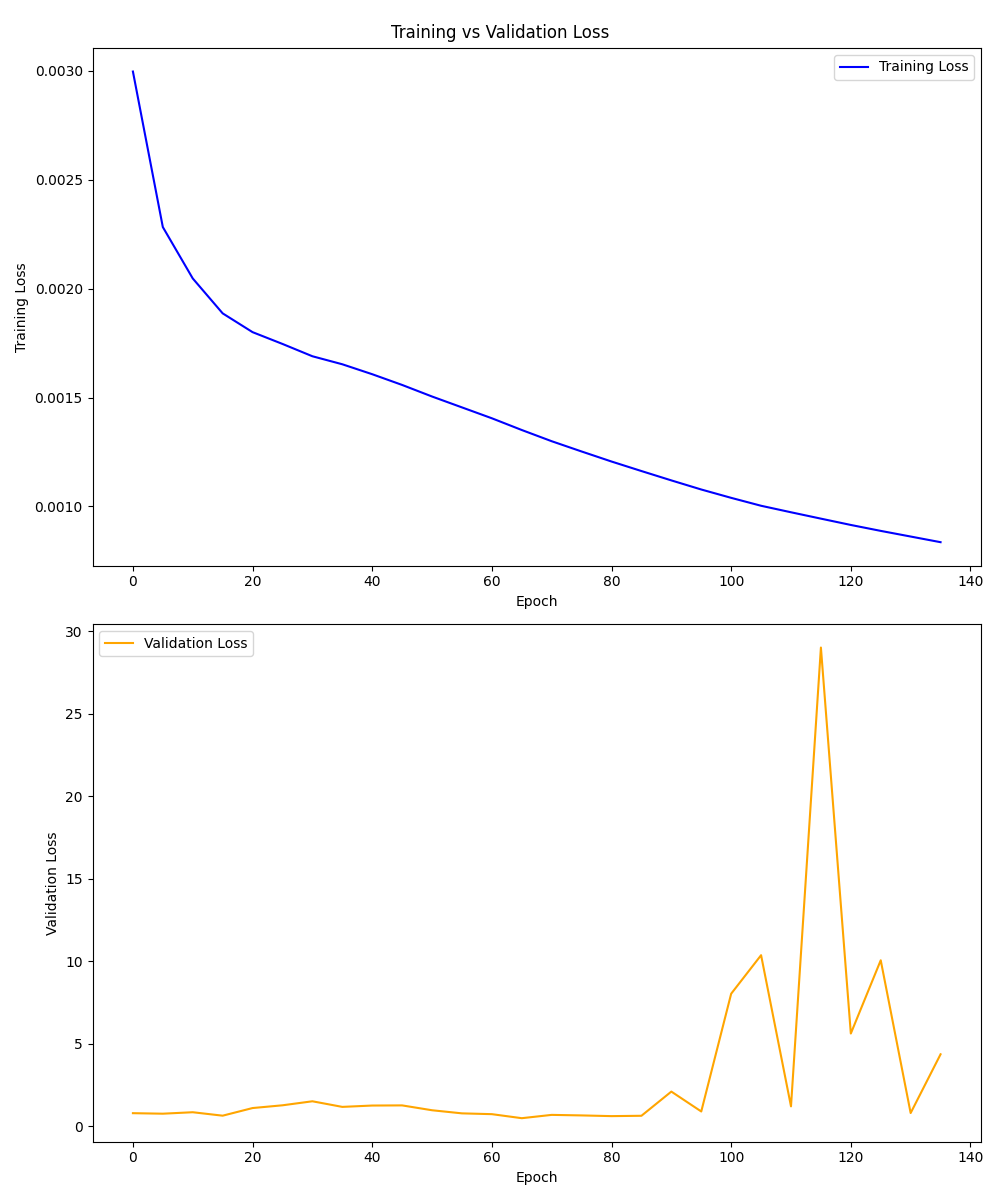 Training vs Validation Loss
Training Loss
0.0030
0.0025
0.0020
0.0015
0.0010
Training Loss
0 20 40 60 80 100 120 140
Epoch
Validation Loss
30
25
20
15
10
5
0
Validation Loss
0 20 40 60 80 100 120 140
Epoch